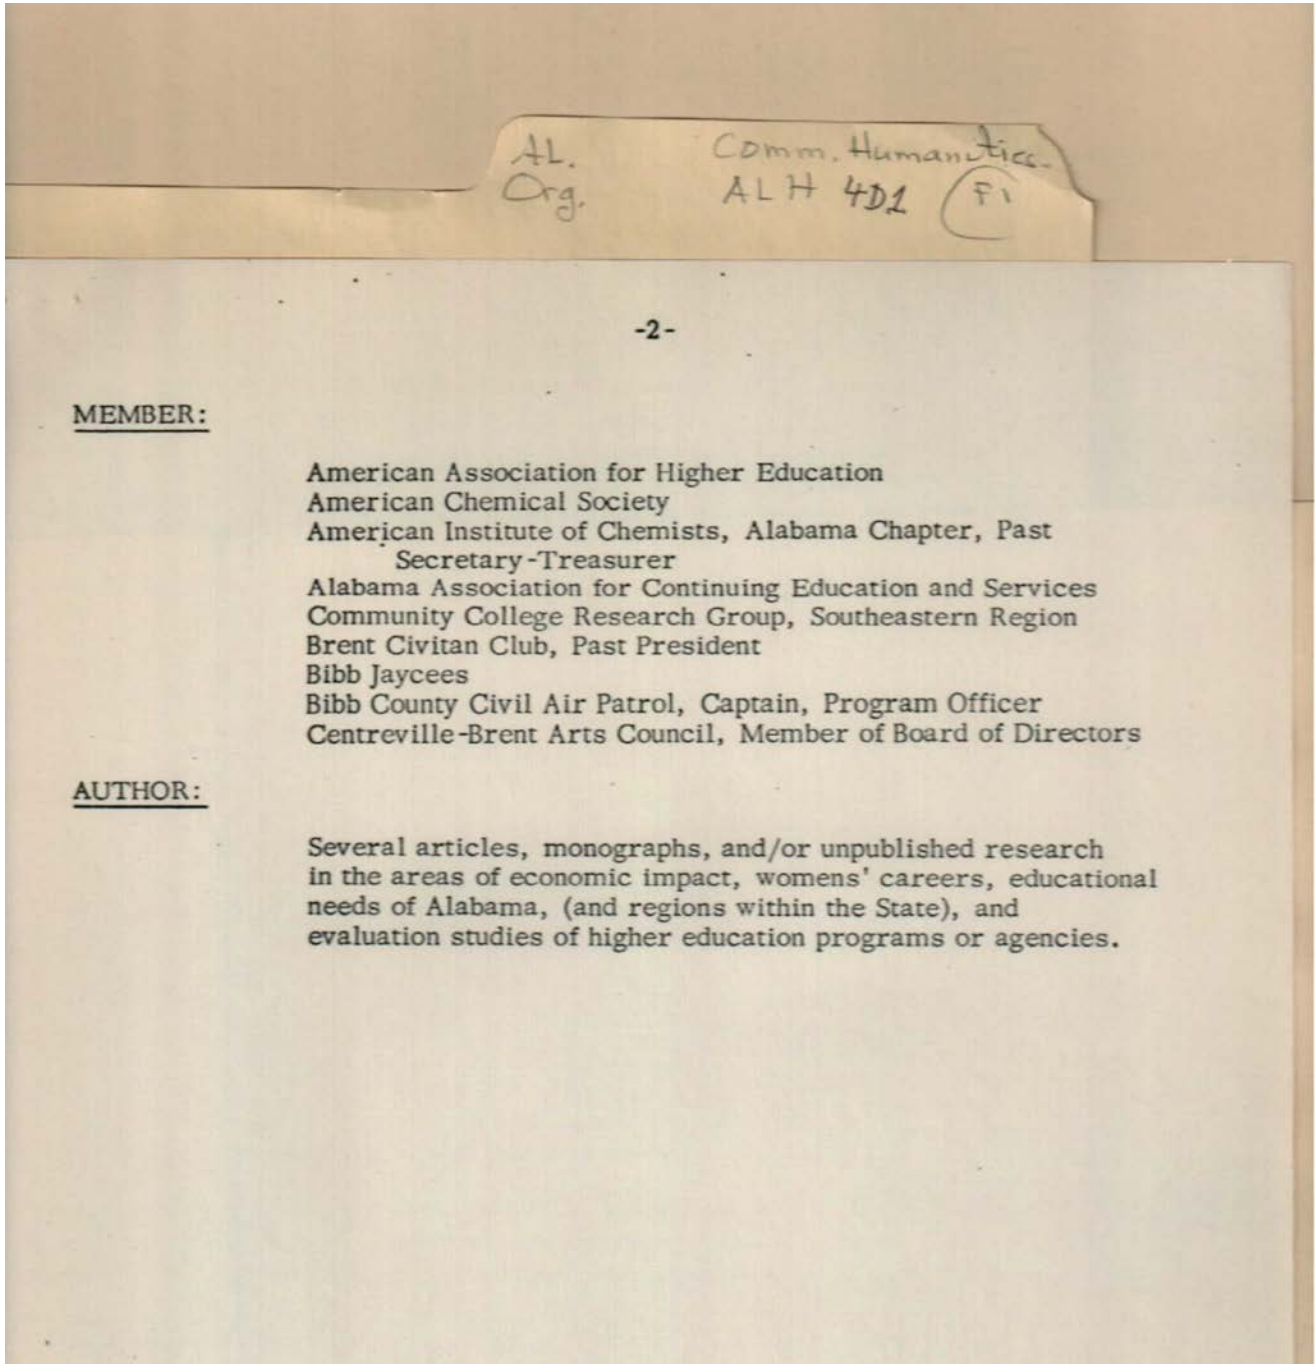 AL. Comm. Humanities
Org. ALH 4D1 F1
-2-
MEMBER:
American Association for Higher Education
American Chemical Society
American Institute of Chemists, Alabama Chapter, Past
Secretary-Treasurer
Alabama Association for Continuing Education and Services
Community College Research Group, Southeastern Region
Brent Civitan Club, Past President
Bibb Jaycees
Bibb County Civil Air Patrol, Captain, Program Officer
Centreville-Brent Arts Council, Member of Board of Directors
AUTHOR:
Several articles, monographs, and/or unpublished research
in the areas of economic impact, womens' careers, educational
needs of Alabama, (and regions within the State), and
evaluation studies of higher education programs or agencies.